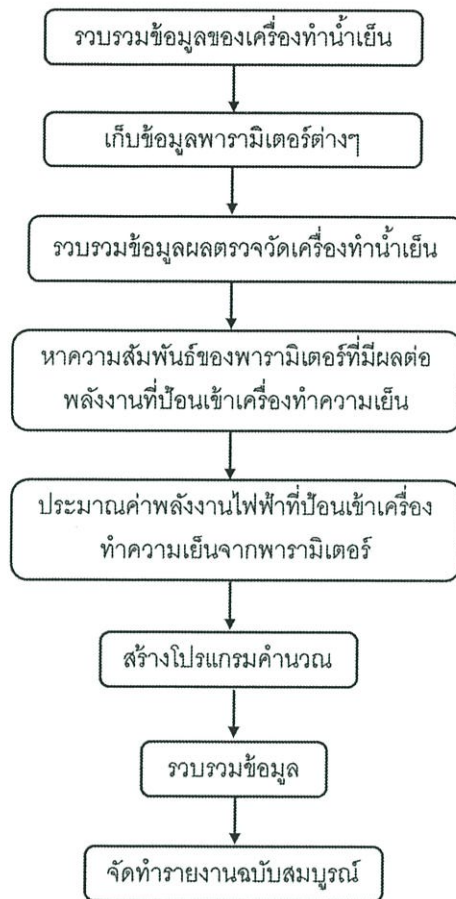 รวบรวมข้อมูลของเครื่องทำน้ำเย็น
เก็บข้อมูลพารามิเตอร์ต่างๆ
รวบรวมข้อมูลผลตรวจวัดเครื่องทำน้ำเย็น
หาความสัมพันธ์ของพารามิเตอร์ที่มีผลต่อ
พลังงานที่ป้อนเข้าเครื่องทำความเย็น
ประมาณค่าพลังงานไฟฟ้าที่ป้อนเข้าเครื่อง
ทำความเย็นจากพารามิเตอร์
สร้างโปรแกรมคำนวณ
รวบรวมข้อมูล
จัดทำรายงานฉบับสมบูรณ์